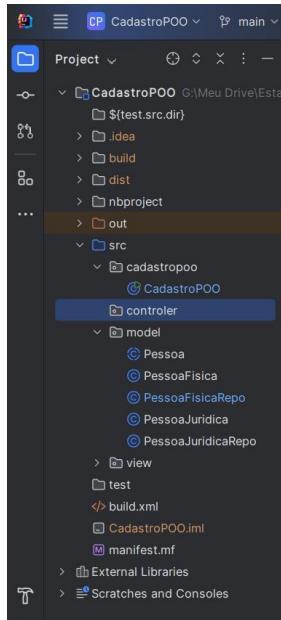 CP CadastroPOO main
Project
CadastroPOO G:\Meu Drive\Esta
${test.src.dir}
.idea
build
dist
nbproject
out
src
cadastropoo
CadastroPOO
controler
model
Pessoa
PessoaFisica
PessoaFisicaRepo
PessoaJuridica
PessoaJuridicaRepo
view
test
build.xml
CadastroPOO.iml
manifest.mf
External Libraries
Scratches and Consoles